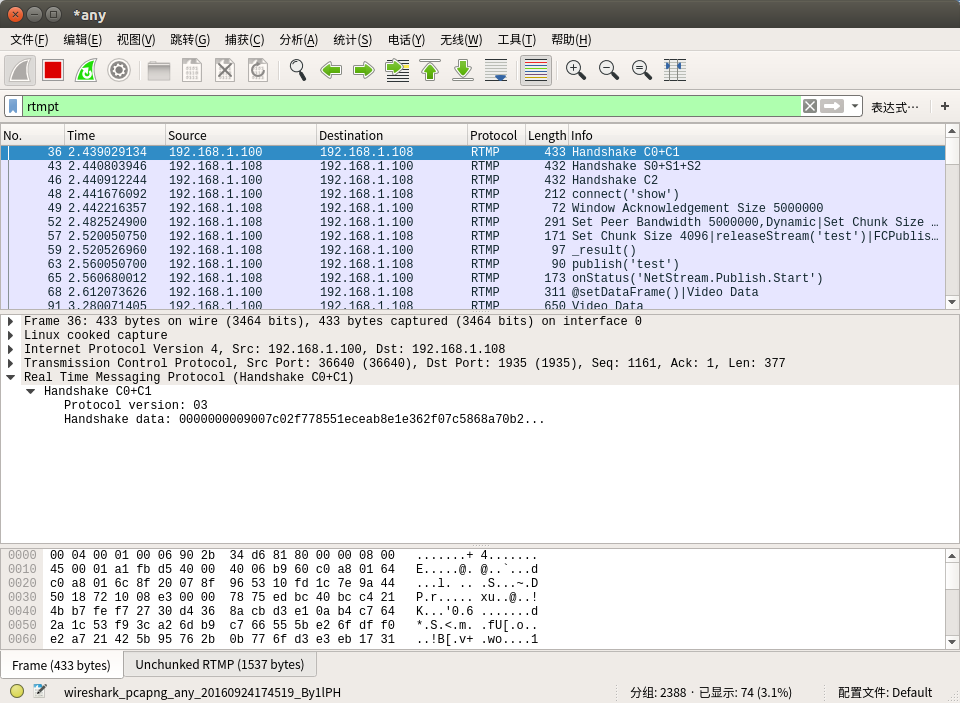 *any
文件(F) 编辑(E) 视图(V) 跳转(G) 捕获(C) 分析(A) 统计(S) 电话(Y) 无线(W) 工具(T) 帮助(H)
rtmpt 表达式… +
No. Time Source Destination Protocol Length Info
36 2.439029134 192.168.1.100 192.168.1.108 RTMP 433 Handshake C0+C1
43 2.440803946 192.168.1.108 192.168.1.100 RTMP 432 Handshake S0+S1+S2
46 2.440912244 192.168.1.100 192.168.1.108 RTMP 432 Handshake C2
48 2.441676092 192.168.1.100 192.168.1.108 RTMP 212 connect('show')
49 2.442216357 192.168.1.108 192.168.1.100 RTMP 72 Window Acknowledgement Size 5000000
52 2.482524900 192.168.1.108 192.168.1.100 RTMP 291 Set Peer Bandwidth 5000000,Dynamic|Set Chunk Size …
57 2.520050750 192.168.1.100 192.168.1.108 RTMP 171 Set Chunk Size 4096|releaseStream('test')|FCPublis…
59 2.520526960 192.168.1.108 192.168.1.100 RTMP 97 _result()
63 2.560050700 192.168.1.100 192.168.1.108 RTMP 90 publish('test')
65 2.560680012 192.168.1.108 192.168.1.100 RTMP 173 onStatus('NetStream.Publish.Start')
68 2.612073626 192.168.1.100 192.168.1.108 RTMP 311 @setDataFrame()|Video Data
91 3.280071405 192.168.1.100 192.168.1.108 RTMP 650 Video Data
Frame 36: 433 bytes on wire (3464 bits), 433 bytes captured (3464 bits) on interface 0
Linux cooked capture
Internet Protocol Version 4, Src: 192.168.1.100, Dst: 192.168.1.108
Transmission Control Protocol, Src Port: 36640 (36640), Dst Port: 1935 (1935), Seq: 1161, Ack: 1, Len: 377
Real Time Messaging Protocol (Handshake C0+C1)
Handshake C0+C1
Protocol version: 03
Handshake data: 0000000009007c02f778551eceab8e1e362f07c5868a70b2...
0000 00 04 00 01 00 06 90 2b 34 d6 81 80 00 00 08 00 .......+ 4.......
0010 45 00 01 a1 fb d5 40 00 40 06 b9 60 c0 a8 01 64 E.....@. @..`...d
0020 c0 a8 01 6c 8f 20 07 8f 96 53 10 fd 1c 7e 9a 44 ...l. .. .S...~.D
0030 50 18 72 10 08 e3 00 00 78 75 ed bc 40 bc c4 21 P.r..... xu..@..!
0040 4b b7 fe f7 27 30 d4 36 8a cb d3 e1 0a b4 c7 64 K...'0.6 .......d
0050 2a 1c 53 f9 3c a2 6d b9 c7 66 55 5b be e2 6f df f0 *.S.<.m. .fU[.o..
0060 e2 a7 21 42 5b 95 76 2b 0b 77 6f d3 e3 eb 17 31 ..!B[.v+ .wo....1
Frame (433 bytes) Unchunked RTMP (1537 bytes)
wireshark_pcapng_any_20160924174519_By1lPH 分组: 2388 · 已显示: 74 (3.1%) 配置文件: Default